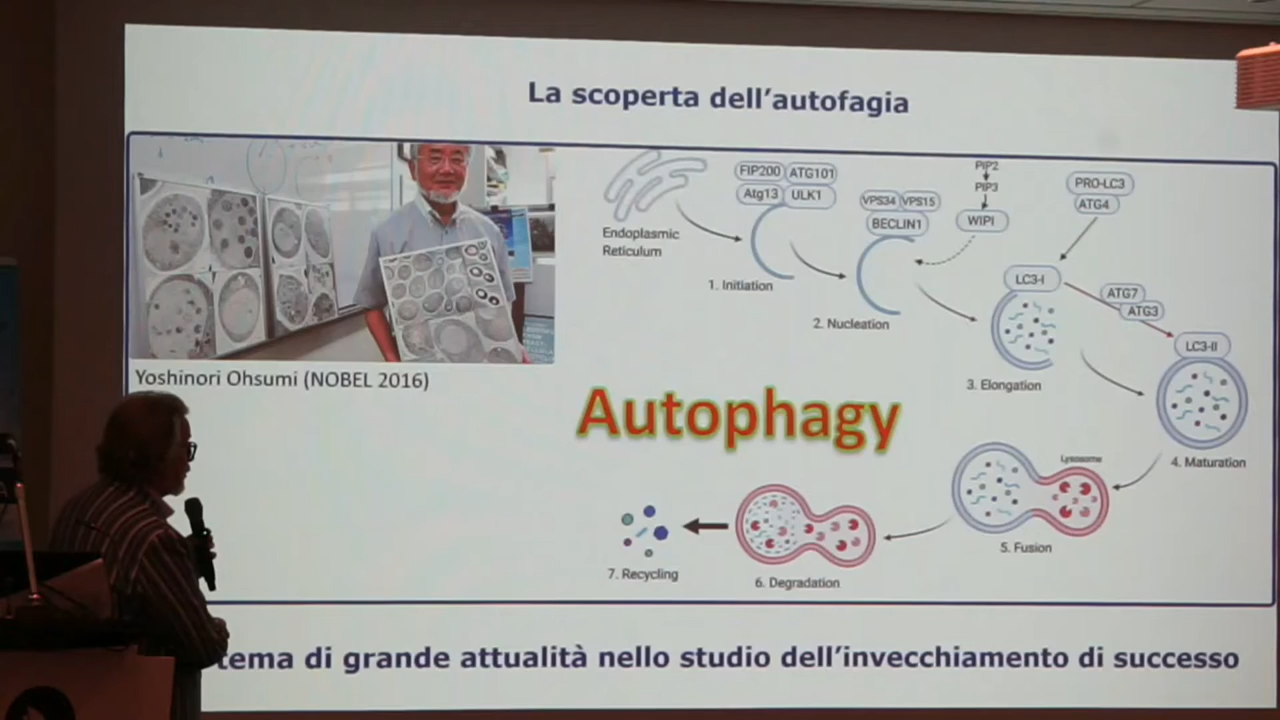 La scoperta dell'autofagia
Yoshinori Ohsumi (NOBEL 2016)
Endoplasmic
Reticulum
FIP200 ATG101
Atg13 ULK1
1. Initiation
VPS34 VPS15
BECLIN1
2. Nucleation
PIP2
PIP3
WIPI
PRO-LC3
ATG4
LC3-I
ATG7
ATG3
3. Elongation
LC3-II
4. Maturation
Autophagy
Lysosome
5. Fusion
6. Degradation
7. Recycling
tema di grande attualità nello studio dell'invecchiamento di successo